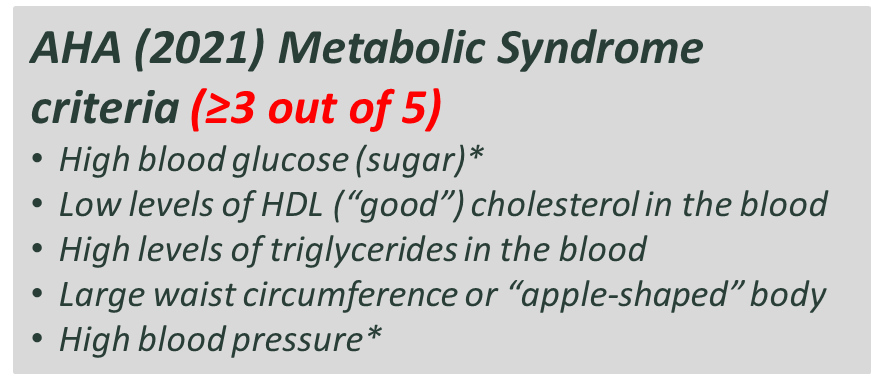 AHA (2021) Metabolic Syndrome
criteria (≥3 out of 5)
• High blood glucose (sugar)*
• Low levels of HDL (“good”) cholesterol in the blood
• High levels of triglycerides in the blood
• Large waist circumference or “apple-shaped” body
• High blood pressure*